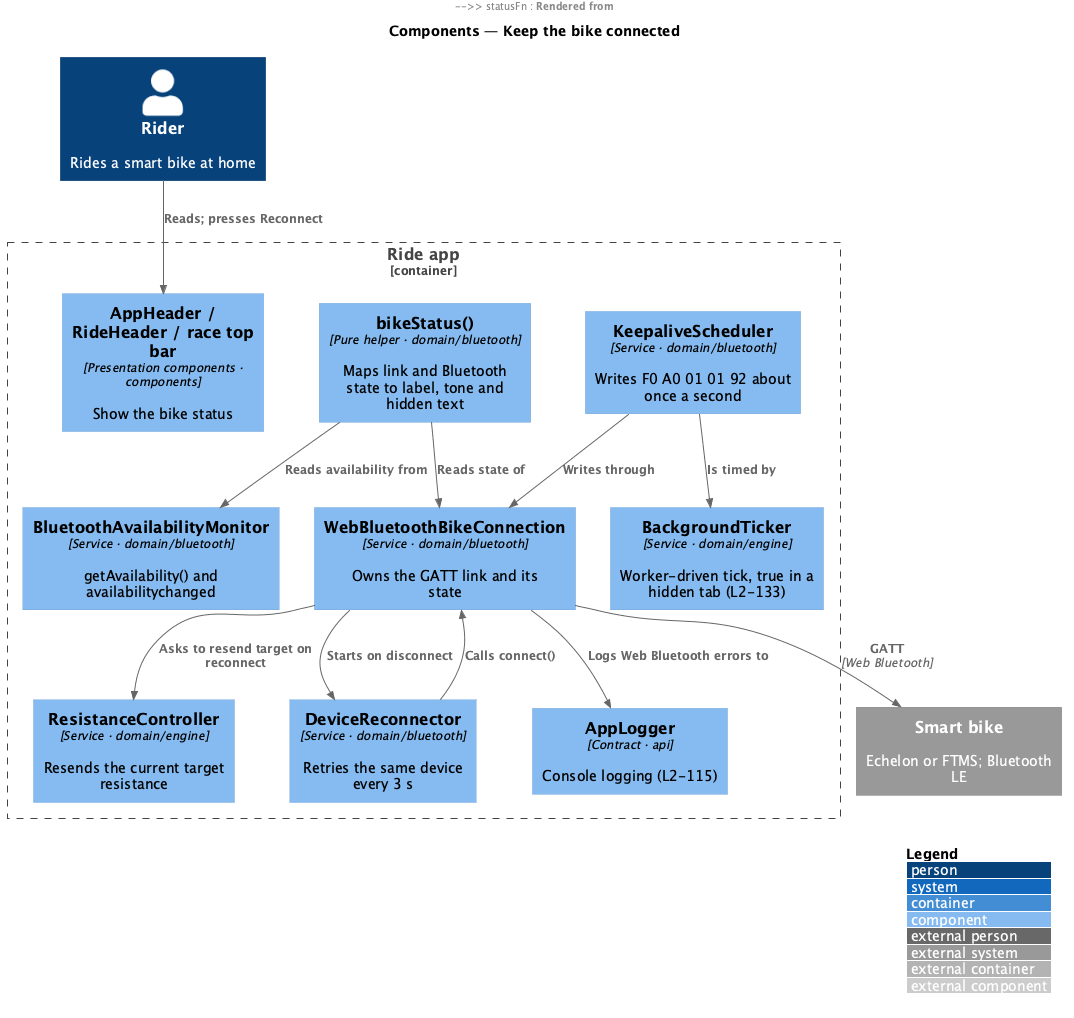 -->> statusFn : Rendered from
Components — Keep the bike connected
Rider
Rides a smart bike at home
Reads; presses Reconnect
Ride app
[container]
AppHeader /
RideHeader / race top
bar
[Presentation components ·
components]
Show the bike status
bikeStatus()
[Pure helper · domain/bluetooth]
Maps link and Bluetooth
state to label, tone and
hidden text
KeepaliveScheduler
[Service · domain/bluetooth]
Writes F0 A0 01 01 92 about
once a second
Reads availability from
Reads state of
Writes through
Is timed by
BluetoothAvailabilityMonitor
[Service · domain/bluetooth]
getAvailability() and
availabilitychanged
WebBluetoothBikeConnection
[Service · domain/bluetooth]
Owns the GATT link and its
state
BackgroundTicker
[Service · domain/engine]
Worker-driven tick, true in a
hidden tab (L2-133)
Asks to resend target on
reconnect
Starts on disconnect
Calls connect()
Logs Web Bluetooth errors to
GATT
[Web Bluetooth]
ResistanceController
[Service · domain/engine]
Resends the current target
resistance
DeviceReconnector
[Service · domain/bluetooth]
Retries the same device
every 3 s
AppLogger
[Contract · api]
Console logging (L2-115)
Smart bike
Echelon or FTMS; Bluetooth
LE
Legend
person
system
container
component
external person
external system
external container
external component